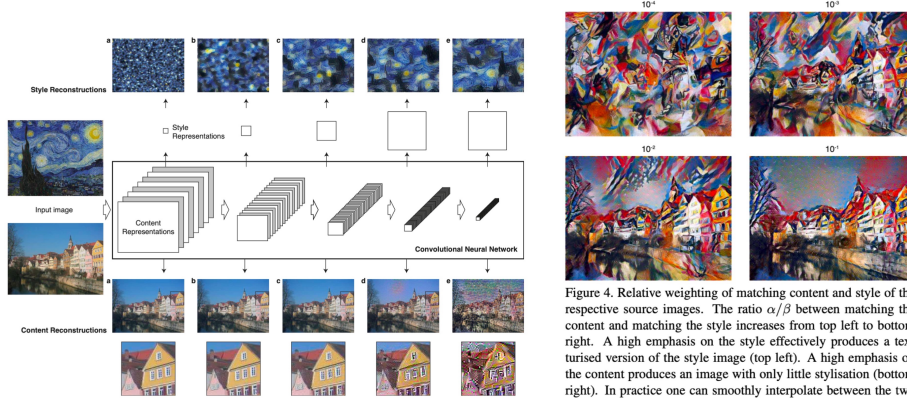 a b c d e
Style Reconstructions
Style
Representations
Input image
Content
Representations
Convolutional Neural Network
a b c d e
Content Reconstructions
10-4 10-3
10-2 10-1
Figure 4. Relative weighting of matching content and style of th
respective source images. The ratio α/β between matching th
content and matching the style increases from top left to bottom
right. A high emphasis on the style effectively produces a tex
turised version of the style image (top left). A high emphasis o
the content produces an image with only little stylisation (bottom
right). In practice one can smoothly interpolate between the tw